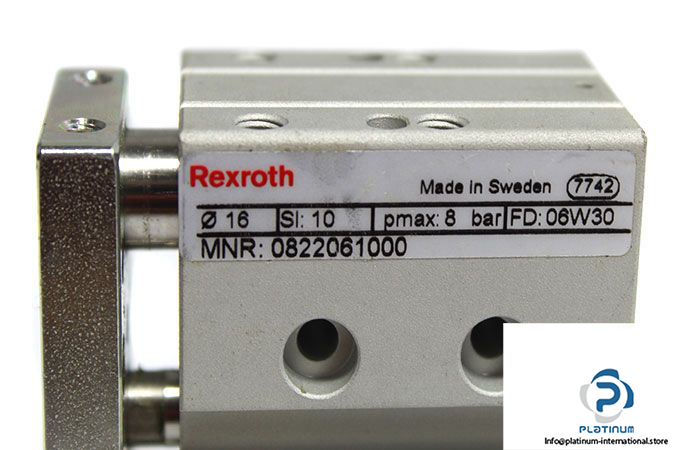 Rexroth Made in Sweden 7742
Ø 16 SI: 10 pmax: 8 bar FD: 06W30
MNR: 0822061000
PLATINUM
Info@platinum-international.store